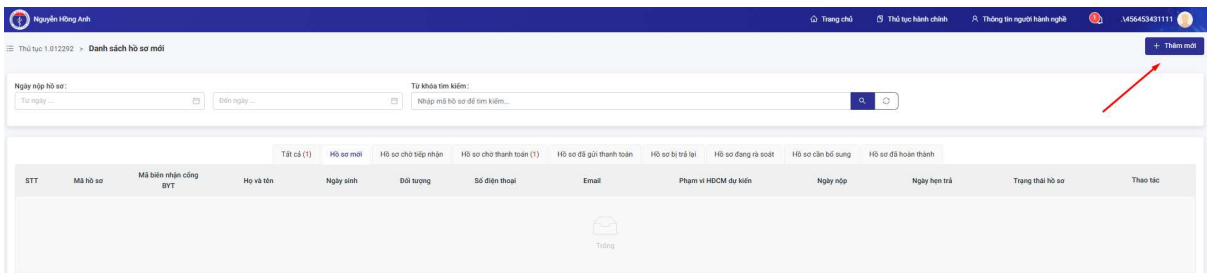 Nguyễn Hồng Anh
Trang chủ
Thủ tục hành chính
Thông tin người hành nghề
1
.\456453431111
Thủ tục 1.012292 > Danh sách hồ sơ mới
+ Thêm mới
Ngày nộp hồ sơ:
Từ khóa tìm kiếm:
Từ ngày ...
Đến ngày ...
Nhập mã hồ sơ để tìm kiếm...
Tất cả (1)
Hồ sơ mới
Hồ sơ chờ tiếp nhận
Hồ sơ chờ thanh toán (1)
Hồ sơ đã gửi thanh toán
Hồ sơ bị trả lại
Hồ sơ đang rà soát
Hồ sơ cần bổ sung
Hồ sơ đã hoàn thành
STT
Mã hồ sơ
Mã biên nhận cổng
BYT
Họ và tên
Ngày sinh
Đối tượng
Số điện thoại
Email
Phạm vi HĐCM dự kiến
Ngày nộp
Ngày hẹn trả
Trạng thái hồ sơ
Thao tác
Trống